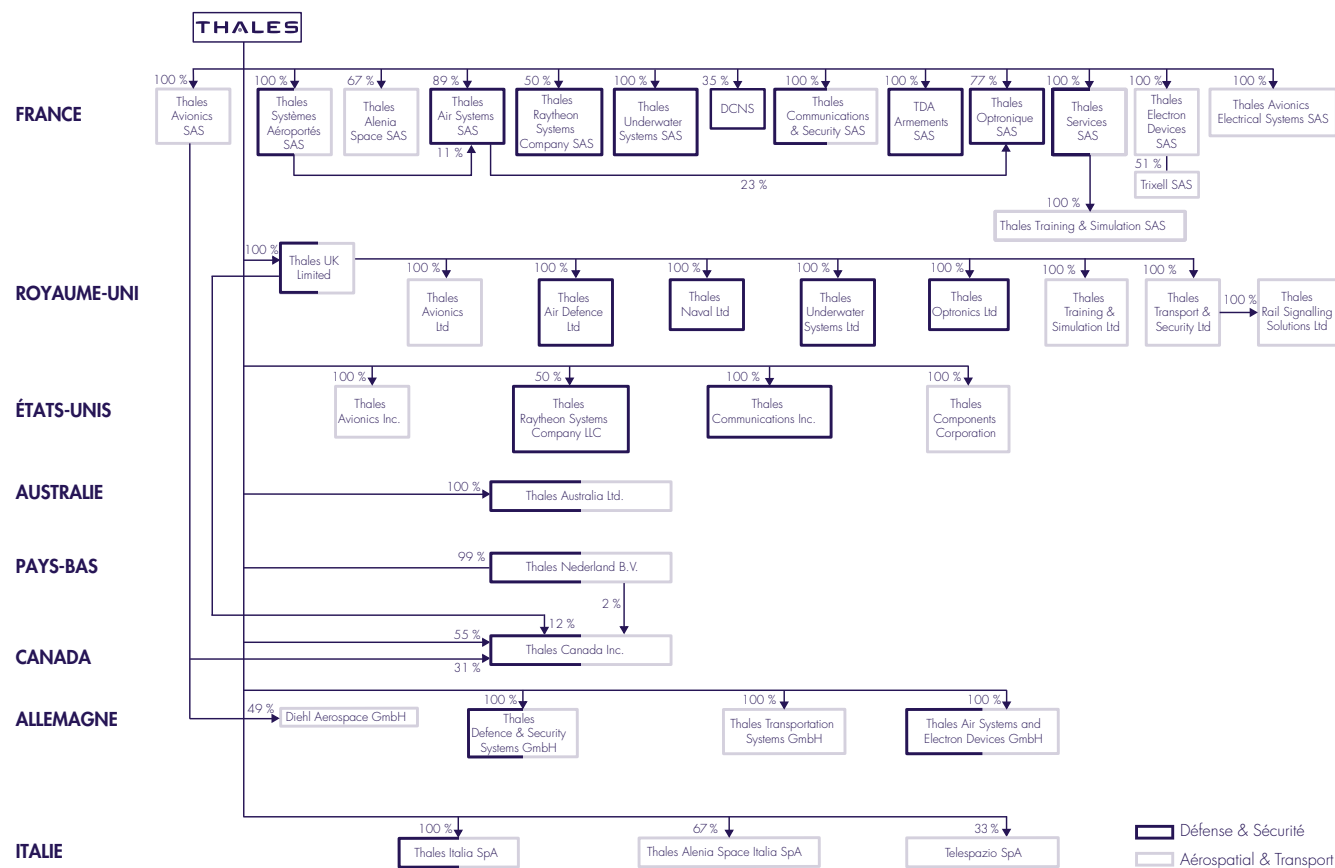 THALES
FRANCE
100 %
Thales
Avionics
SAS
100 %
Thales
Systèmes
Aéroportés
SAS
67 %
Thales
Alenia
Space SAS
89 %
Thales
Air Systems
SAS
11 %
50 %
Thales
Raytheon
Systems
Company SAS
100 %
Thales
Underwater
Systems SAS
35 %
DCNS
100 %
Thales
Communications
& Security SAS
100 %
TDA
Armements
SAS
77 %
Thales
Optronique
SAS
23 %
100 %
Thales
Services
SAS
100 %
Thales
Electron
Devices
SAS
51 %
Trixell SAS
100 %
Thales Avionics
Electrical Systems SAS
100 %
Thales Training & Simulation SAS
ROYAUME-UNI
100 %
Thales UK
Limited
100 %
Thales
Avionics
Ltd
100 %
Thales
Air Defence
Ltd
100 %
Thales
Naval Ltd
100 %
Thales
Underwater
Systems Ltd
100 %
Thales
Optronics Ltd
100 %
Thales
Training &
Simulation Ltd
100 %
Thales
Transport &
Security Ltd
100 %
Thales
Rail Signalling
Solutions Ltd
ÉTATS-UNIS
100 %
Thales
Avionics Inc.
50 %
Thales
Raytheon Systems
Company LLC
100 %
Thales
Communications Inc.
100 %
Thales
Components
Corporation
AUSTRALIE
100 %
Thales Australia Ltd.
PAYS-BAS
99 %
Thales Nederland B.V.
2 %
CANADA
12 %
55 %
31 %
Thales Canada Inc.
ALLEMAGNE
49 %
Diehl Aerospace GmbH
100 %
Thales
Defence & Security
Systems GmbH
100 %
Thales Transportation
Systems GmbH
100 %
Thales Air Systems and
Electron Devices GmbH
ITALIE
100 %
Thales Italia SpA
67 %
Thales Alenia Space Italia SpA
33 %
Telespazio SpA
Défense & Sécurité
Aérospatial & Transport